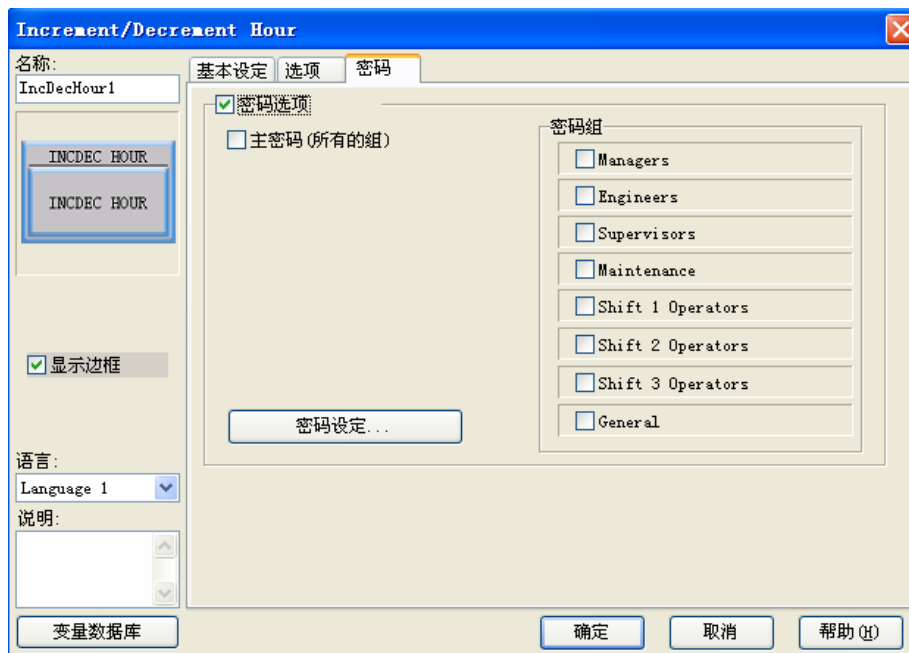 Increment/Decrement Hour
名称:
IncDecHour1
INCDEC HOUR
INCDEC HOUR
显示边框
语言:
Language 1
说明:
变量数据库
基本设定
选项
密码
密码选项
主密码(所有的组)
密码设定...
密码组
Managers
Engineers
Supervisors
Maintenance
Shift 1 Operators
Shift 2 Operators
Shift 3 Operators
General
确定
取消
帮助(H)